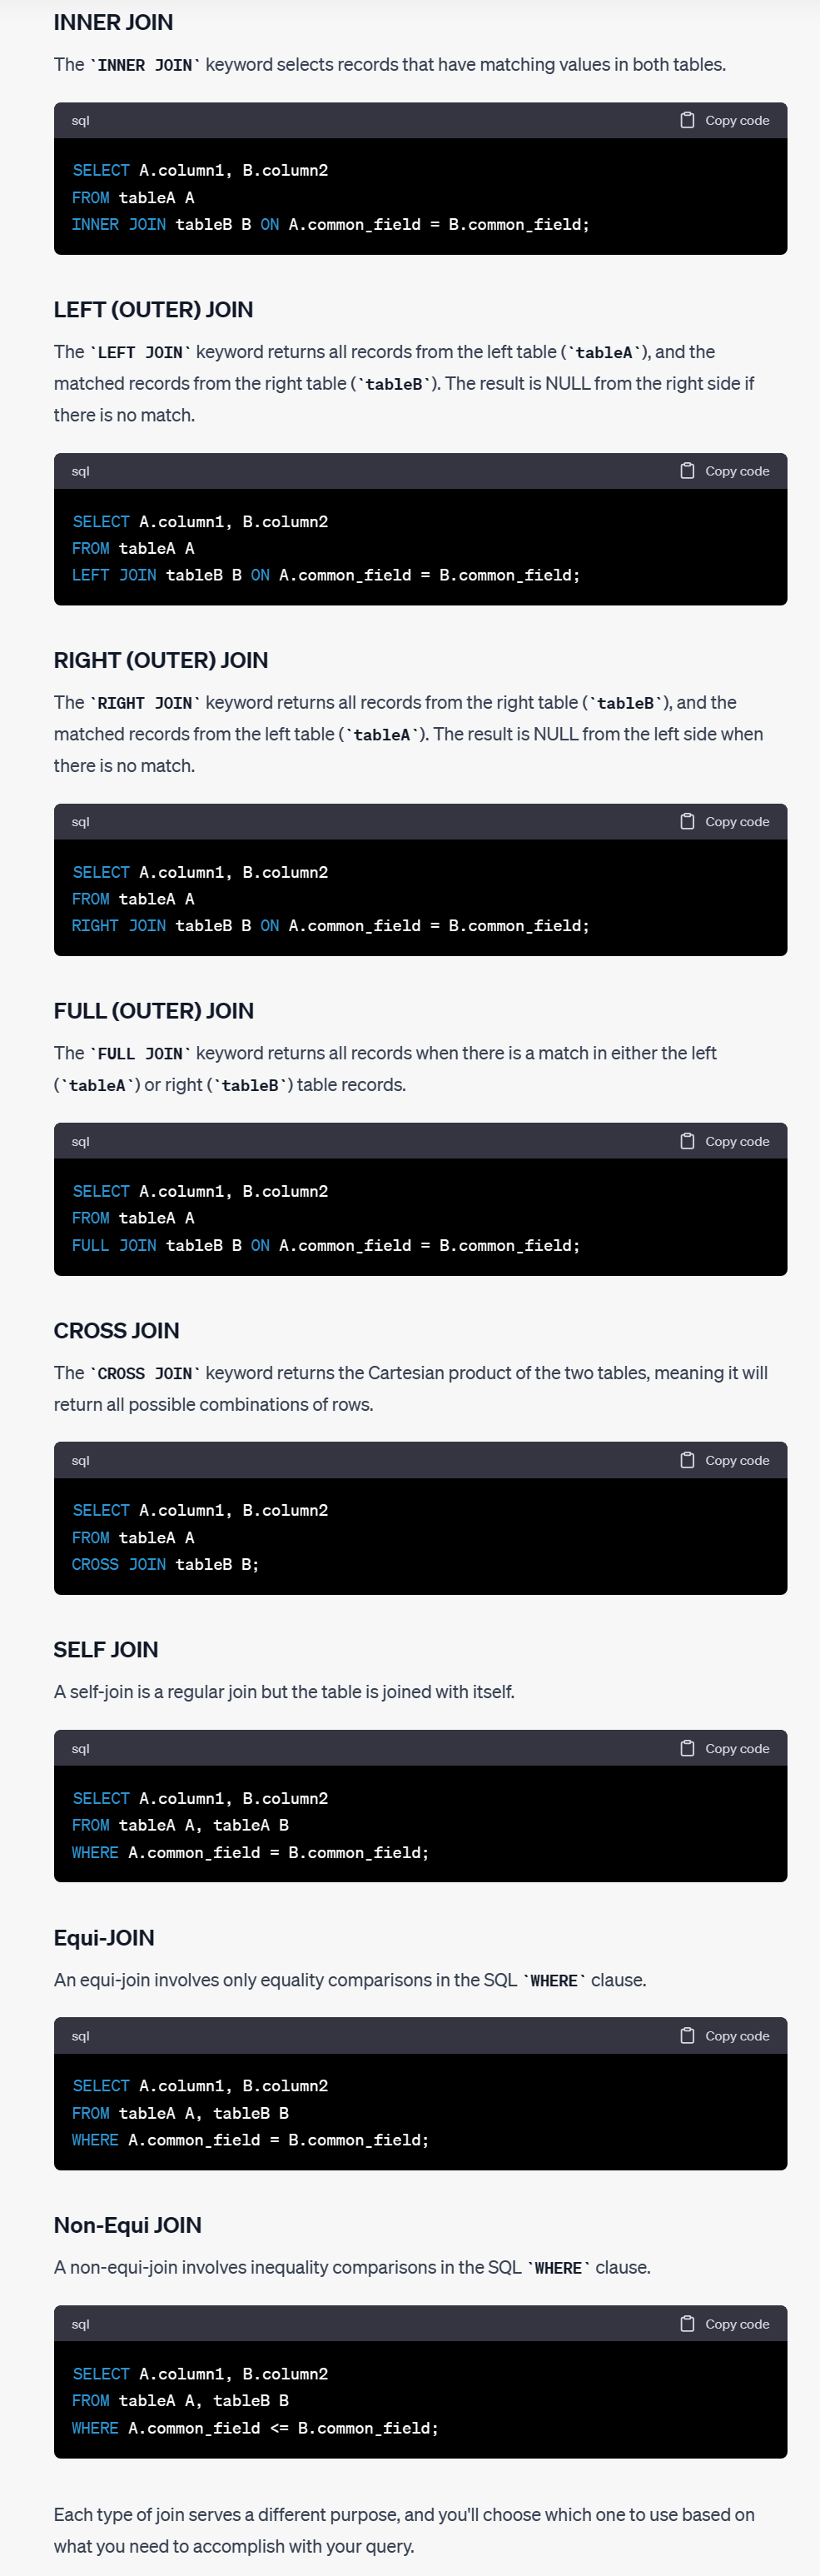 INNER JOIN
The `INNER JOIN` keyword selects records that have matching values in both tables.
sql Copy code
SELECT A.column1, B.column2
FROM tableA A
INNER JOIN tableB B ON A.common_field = B.common_field;
LEFT (OUTER) JOIN
The `LEFT JOIN` keyword returns all records from the left table (`tableA`), and the
matched records from the right table (`tableB`). The result is NULL from the right side if
there is no match.
sql Copy code
SELECT A.column1, B.column2
FROM tableA A
LEFT JOIN tableB B ON A.common_field = B.common_field;
RIGHT (OUTER) JOIN
The `RIGHT JOIN` keyword returns all records from the right table (`tableB`), and the
matched records from the left table (`tableA`). The result is NULL from the left side when
there is no match.
sql Copy code
SELECT A.column1, B.column2
FROM tableA A
RIGHT JOIN tableB B ON A.common_field = B.common_field;
FULL (OUTER) JOIN
The `FULL JOIN` keyword returns all records when there is a match in either the left
(`tableA`) or right (`tableB`) table records.
sql Copy code
SELECT A.column1, B.column2
FROM tableA A
FULL JOIN tableB B ON A.common_field = B.common_field;
CROSS JOIN
The `CROSS JOIN` keyword returns the Cartesian product of the two tables, meaning it will
return all possible combinations of rows.
sql Copy code
SELECT A.column1, B.column2
FROM tableA A
CROSS JOIN tableB B;
SELF JOIN
A self-join is a regular join but the table is joined with itself.
sql Copy code
SELECT A.column1, B.column2
FROM tableA A, tableA B
WHERE A.common_field = B.common_field;
Equi-JOIN
An equi-join involves only equality comparisons in the SQL `WHERE` clause.
sql Copy code
SELECT A.column1, B.column2
FROM tableA A, tableB B
WHERE A.common_field = B.common_field;
Non-Equi JOIN
A non-equi-join involves inequality comparisons in the SQL `WHERE` clause.
sql Copy code
SELECT A.column1, B.column2
FROM tableA A, tableB B
WHERE A.common_field <= B.common_field;
Each type of join serves a different purpose, and you'll choose which one to use based on
what you need to accomplish with your query.